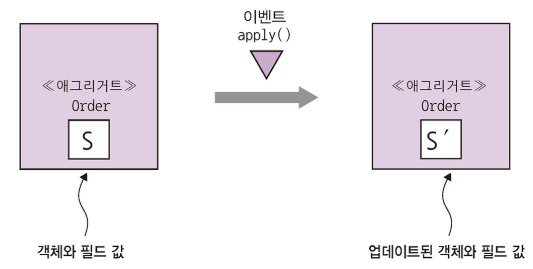 이벤트
apply()
≪애그리거트≫
Order
S
≪애그리거트≫
Order
S′
객체와 필드 값
업데이트된 객체와 필드 값